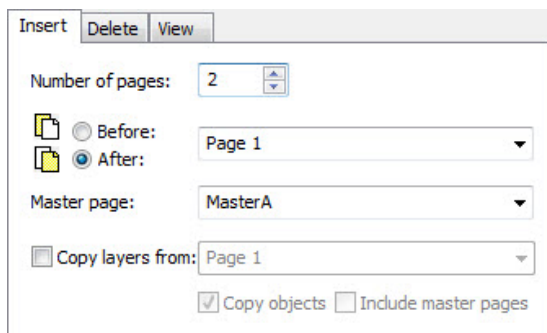 Insert Delete View
Number of pages: 2
Before:
After:
Page 1
Master page: MasterA
Copy layers from: Page 1
Copy objects Include master pages